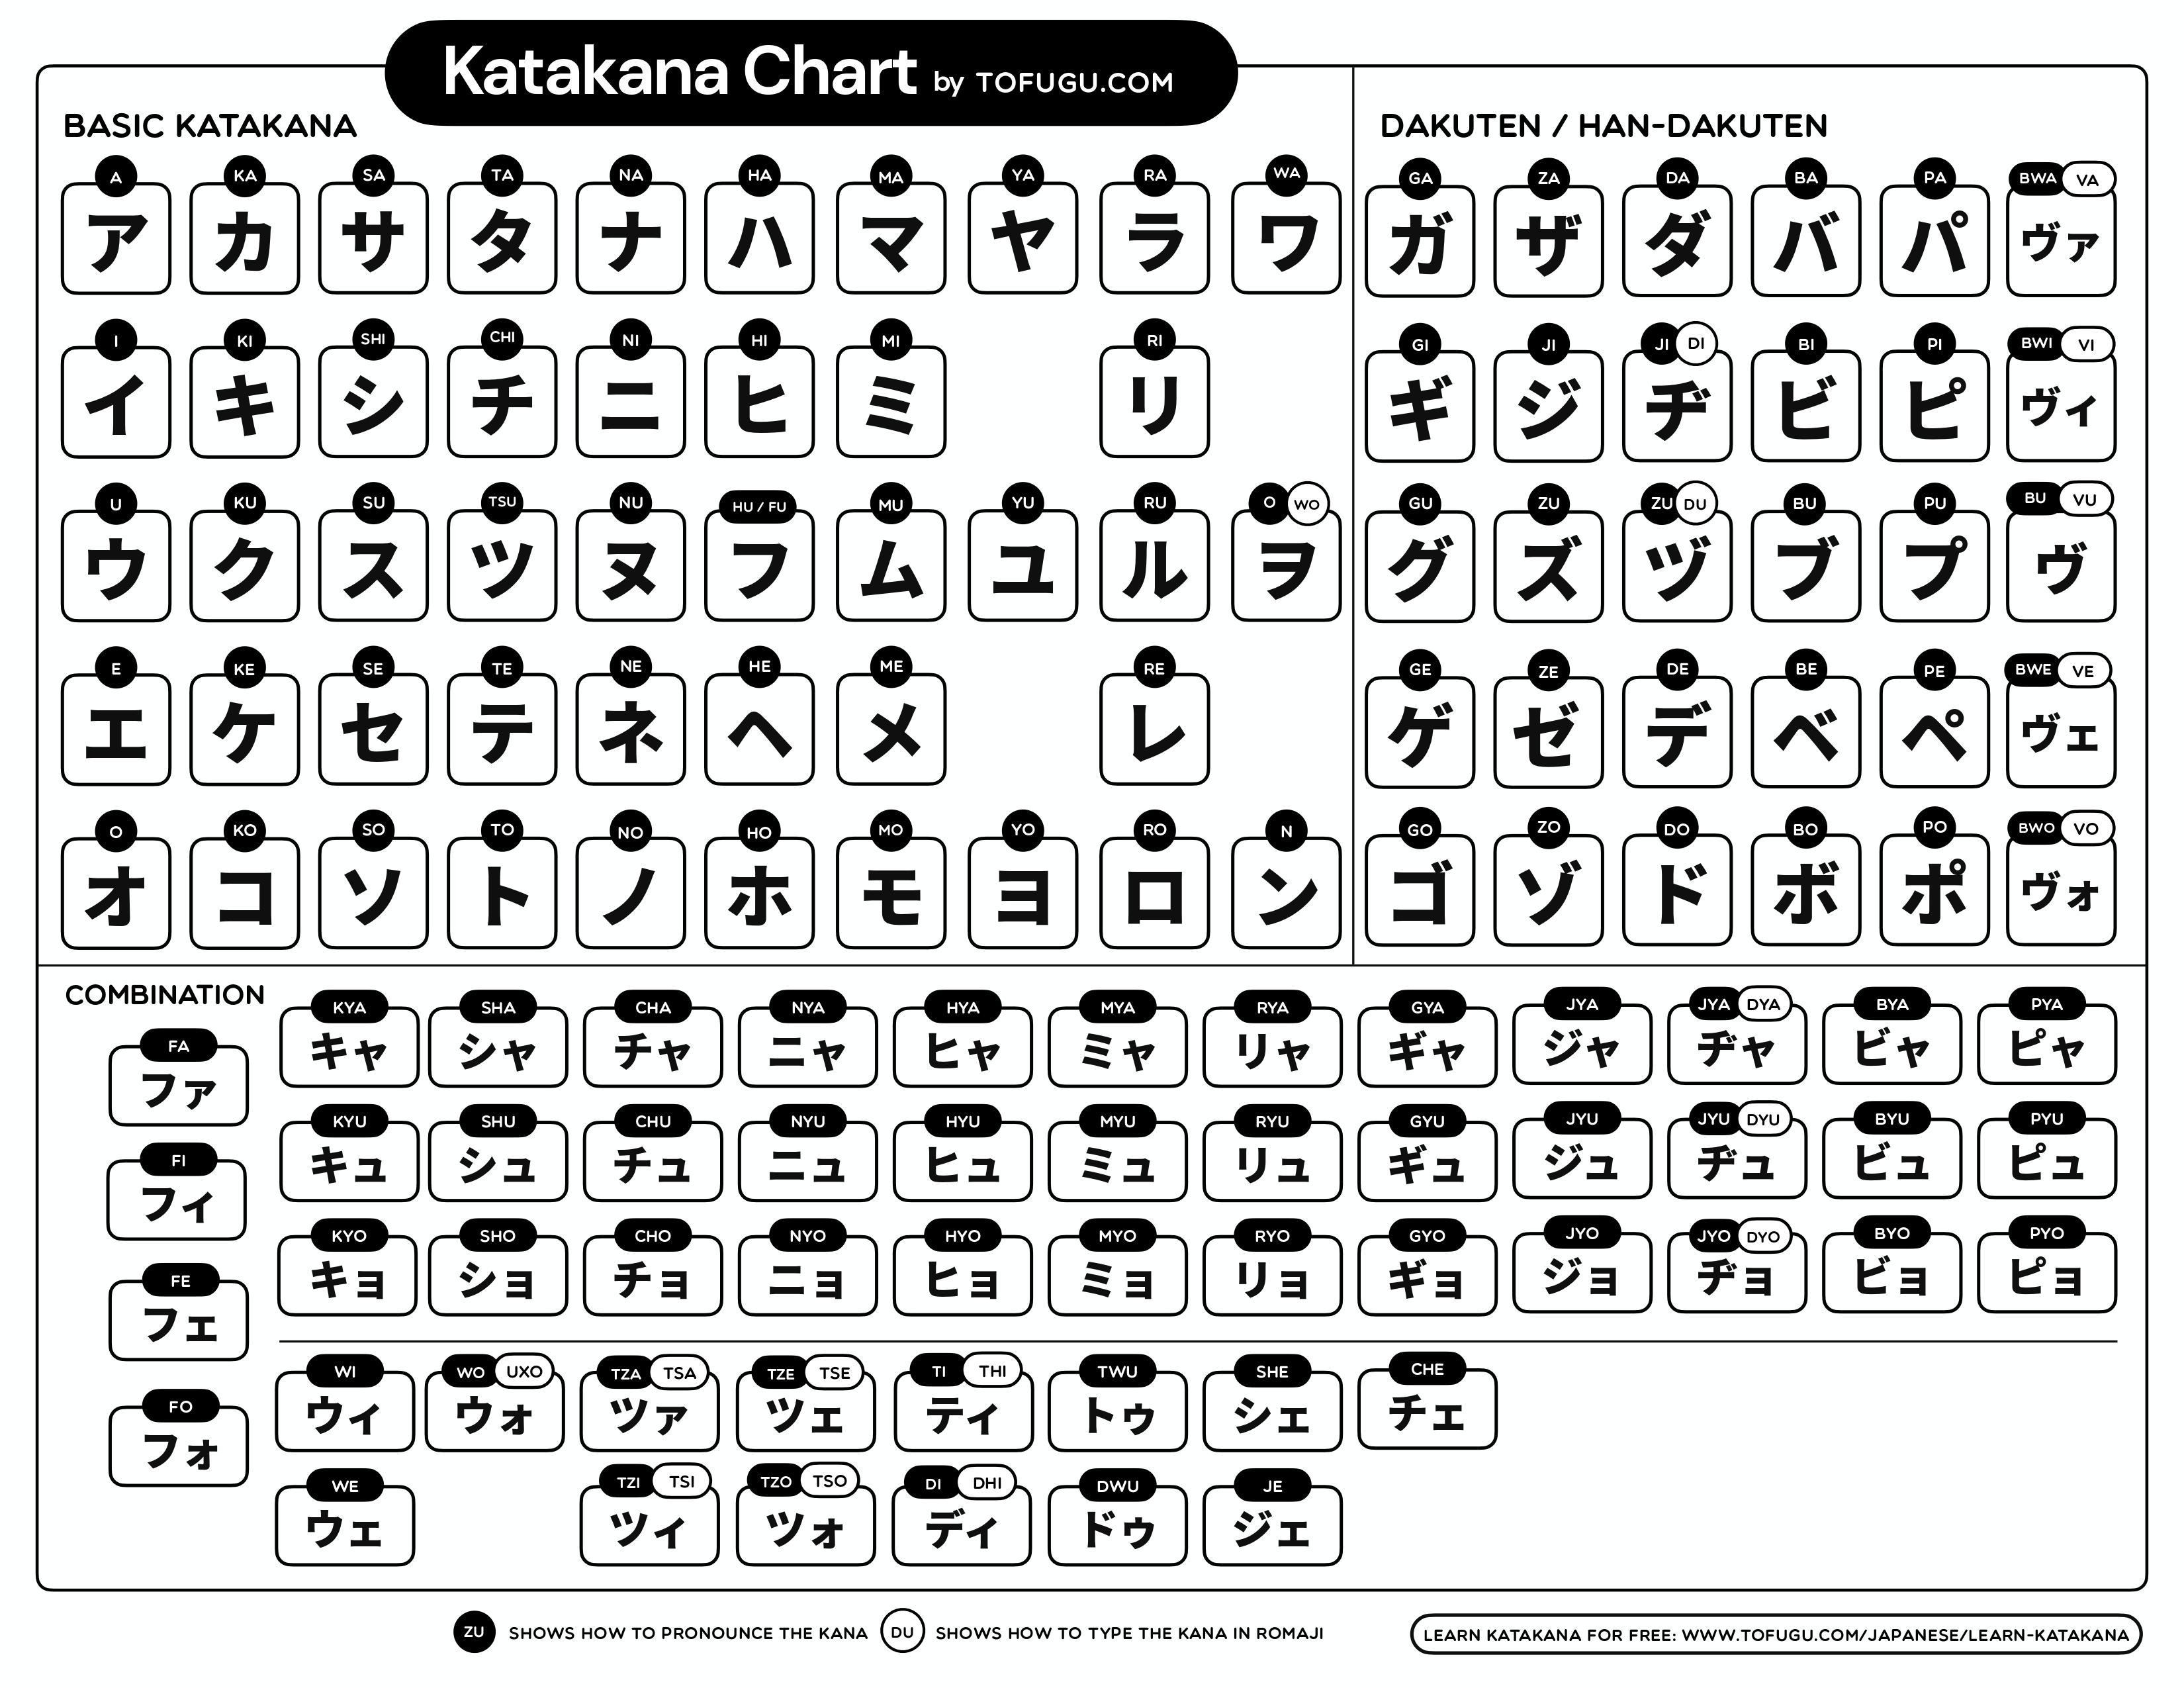 Katakana Chart by TOFUGU.COM
BASIC KATAKANA
A KA SA TA NA HA MA YA RA WA
ア カ サ タ ナ ハ マ ヤ ラ ワ
I KI SHI CHI NI HI MI RI
イ キ シ チ ニ ヒ ミ リ
U KU SU TSU NU HU / FU MU YU RU O WO
ウ ク ス ツ ヌ フ ム ユ ル ヲ
E KE SE TE NE HE ME RE
エ ケ セ テ ネ ヘ メ レ
O KO SO TO NO HO MO YO RO N
オ コ ソ ト ノ ホ モ ヨ ロ ン
DAKUTEN / HAN-DAKUTEN
GA ZA DA BA PA BWA VA
ガ ザ ダ バ パ ヴァ
GI JI JI DI BI PI BWI VI
ギ ジ ヂ ビ ピ ヴィ
GU ZU ZU DU BU PU BU VU
グ ズ ヅ ブ プ ヴ
GE ZE DE BE PE BWE VE
ゲ ゼ デ ベ ペ ヴェ
GO ZO DO BO PO BWO VO
ゴ ゾ ド ボ ポ ヴォ
COMBINATION
FA
ファ
FI
フィ
FE
フェ
FO
フォ
KYA SHA CHA NYA HYA MYA RYA GYA JYA JYA DYA BYA PYA
キャ シャ チャ ニャ ヒャ ミャ リャ ギャ ジャ ヂャ ビャ ピャ
KYU SHU CHU NYU HYU MYU RYU GYU JYU JYU DYU BYU PYU
キュ シュ チュ ニュ ヒュ ミュ リュ ギュ ジュ ヂュ ビュ ピュ
KYO SHO CHO NYO HYO MYO RYO GYO JYO JYO DYO BYO PYO
キョ ショ チョ ニョ ヒョ ミョ リョ ギョ ジョ ヂョ ビョ ピョ
WI WO UXO TZA TSA TZE TSE TI THI TWU SHE CHE
ウィ ウォ ツァ ツェ ティ トゥ シェ チェ
WE TZI TSI TZO TSO DI DHI DWU JE
ウェ ツィ ツォ ディ ドゥ ジェ
ZU SHOWS HOW TO PRONOUNCE THE KANA DU SHOWS HOW TO TYPE THE KANA IN ROMAJI
LEARN KATAKANA FOR FREE: WWW.TOFUGU.COM/JAPANESE/LEARN-KATAKANA